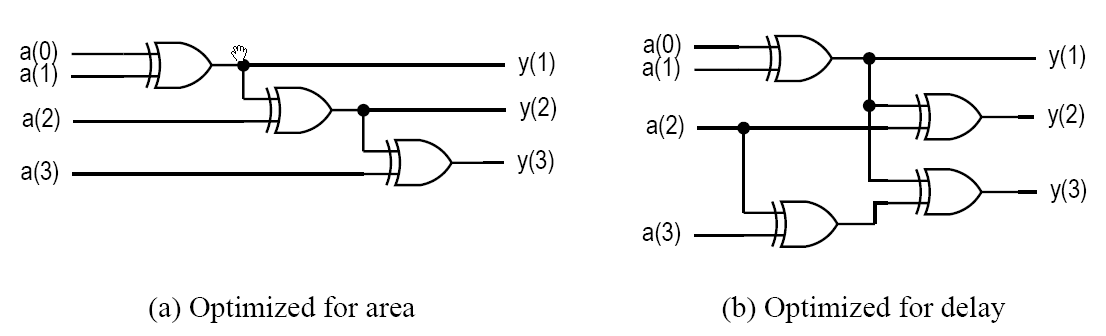 a(0)
a(1)
y(1)
a(2)
y(2)
a(3)
y(3)
(a) Optimized for area
a(0)
a(1)
y(1)
a(2)
y(2)
y(3)
a(3)
(b) Optimized for delay